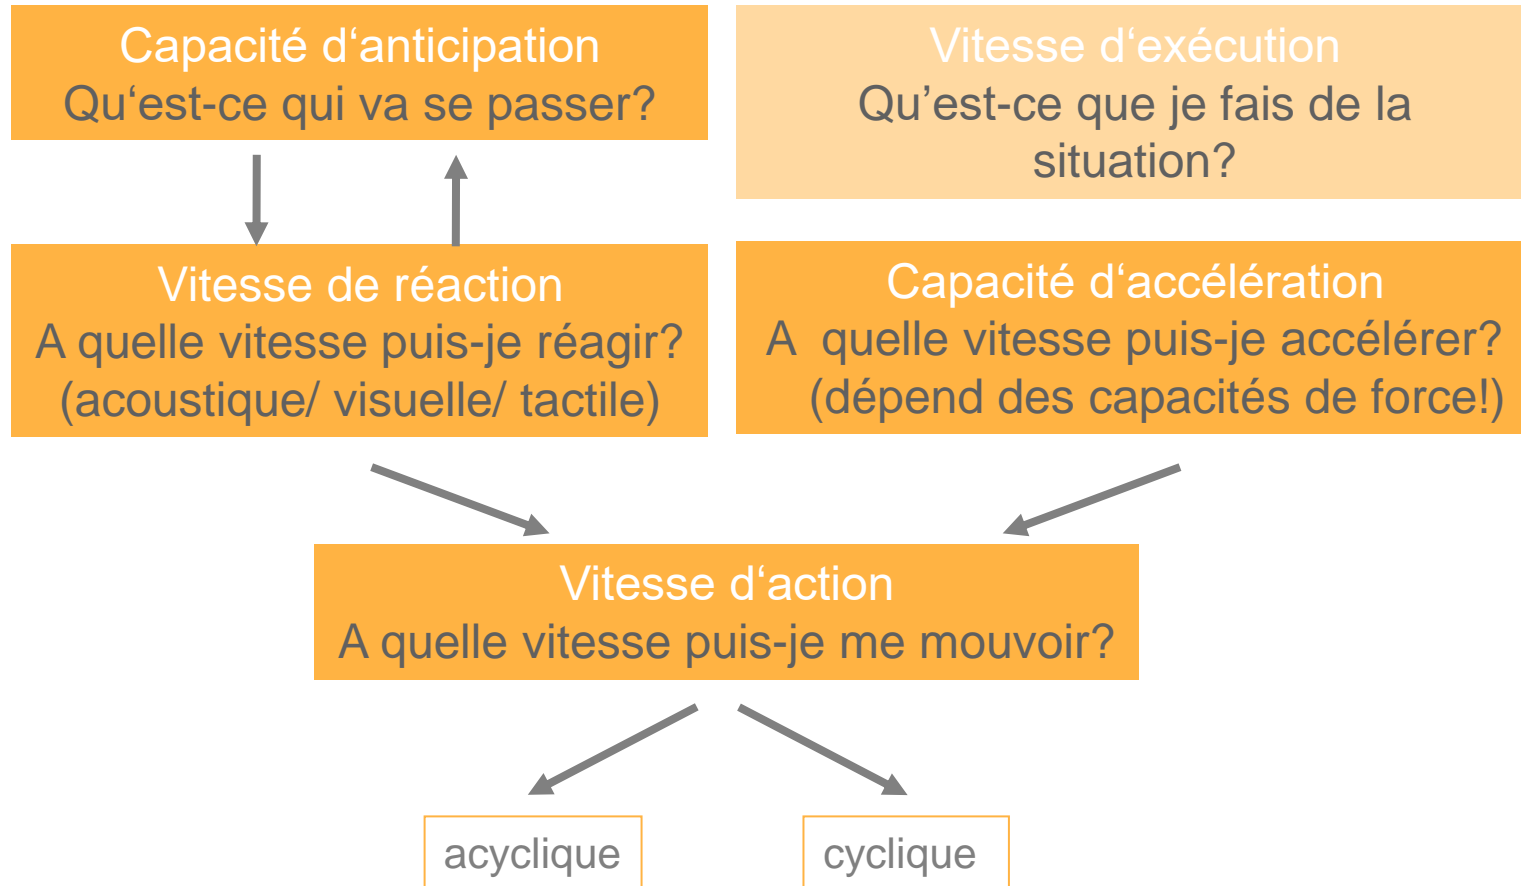 Capacité d‘anticipation
Qu‘est-ce qui va se passer?
Vitesse d‘exécution
Qu’est-ce que je fais de la
situation?
Vitesse de réaction
A quelle vitesse puis-je réagir?
(acoustique/ visuelle/ tactile)
Capacité d‘accélération
A quelle vitesse puis-je accélérer?
(dépend des capacités de force!)
Vitesse d‘action
A quelle vitesse puis-je me mouvoir?
acyclique
cyclique